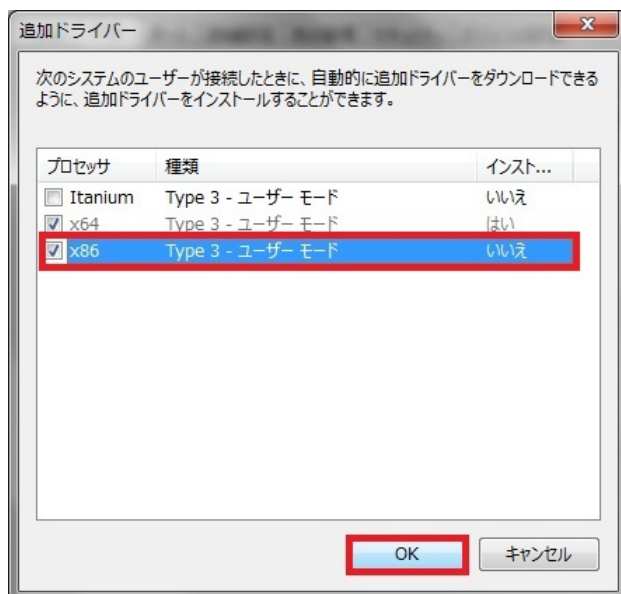 追加ドライバー
次のシステムのユーザーが接続したときに、自動的に追加ドライバーをダウンロードできる
ように、追加ドライバーをインストールすることができます。
プロセッサ 種類 インスト...
Itanium Type 3 - ユーザー モード いいえ
x64 Type 3 - ユーザー モード はい
x86 Type 3 - ユーザー モード いいえ
OK キャンセル